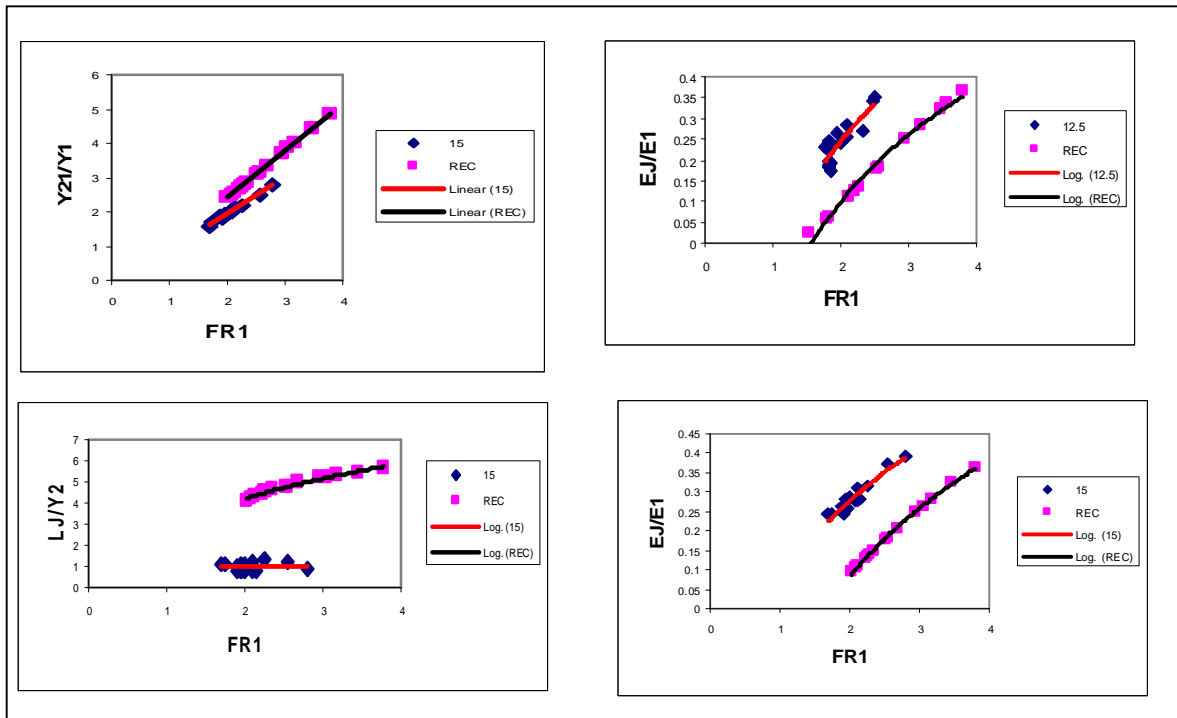 6
5
4
3
2
1
0
Y21/Y1
0 1 2 3 4
FR1
15
REC
Linear (15)
Linear (REC)
0.4
0.35
0.3
0.25
0.2
0.15
0.1
0.05
0
EJ/E1
0 1 2 3 4
FR1
12.5
REC
Log. (12.5)
Log. (REC)
7
6
5
4
3
2
1
0
LJ/Y2
0 1 2 3 4
FR1
15
REC
Log. (15)
Log. (REC)
0.45
0.4
0.35
0.3
0.25
0.2
0.15
0.1
0.05
0
EJ/E1
0 1 2 3 4
FR1
15
REC
Log. (15)
Log. (REC)